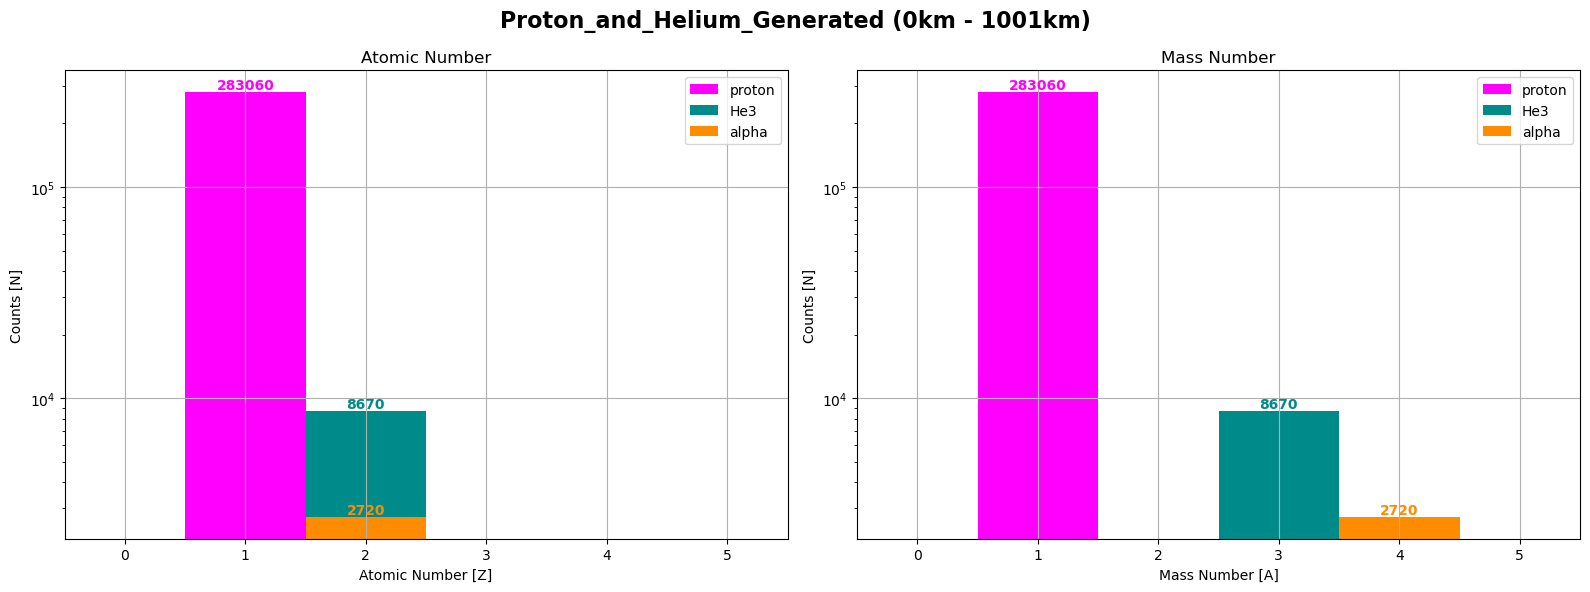 Proton_and_Helium_Generated (0km - 1001km)
Atomic Number
283060
8670
2720
proton
He3
alpha
10^5
10^4
Counts [N]
0 1 2 3 4 5
Atomic Number [Z]
Mass Number
283060
8670
2720
proton
He3
alpha
10^5
10^4
Counts [N]
0 1 2 3 4 5
Mass Number [A]